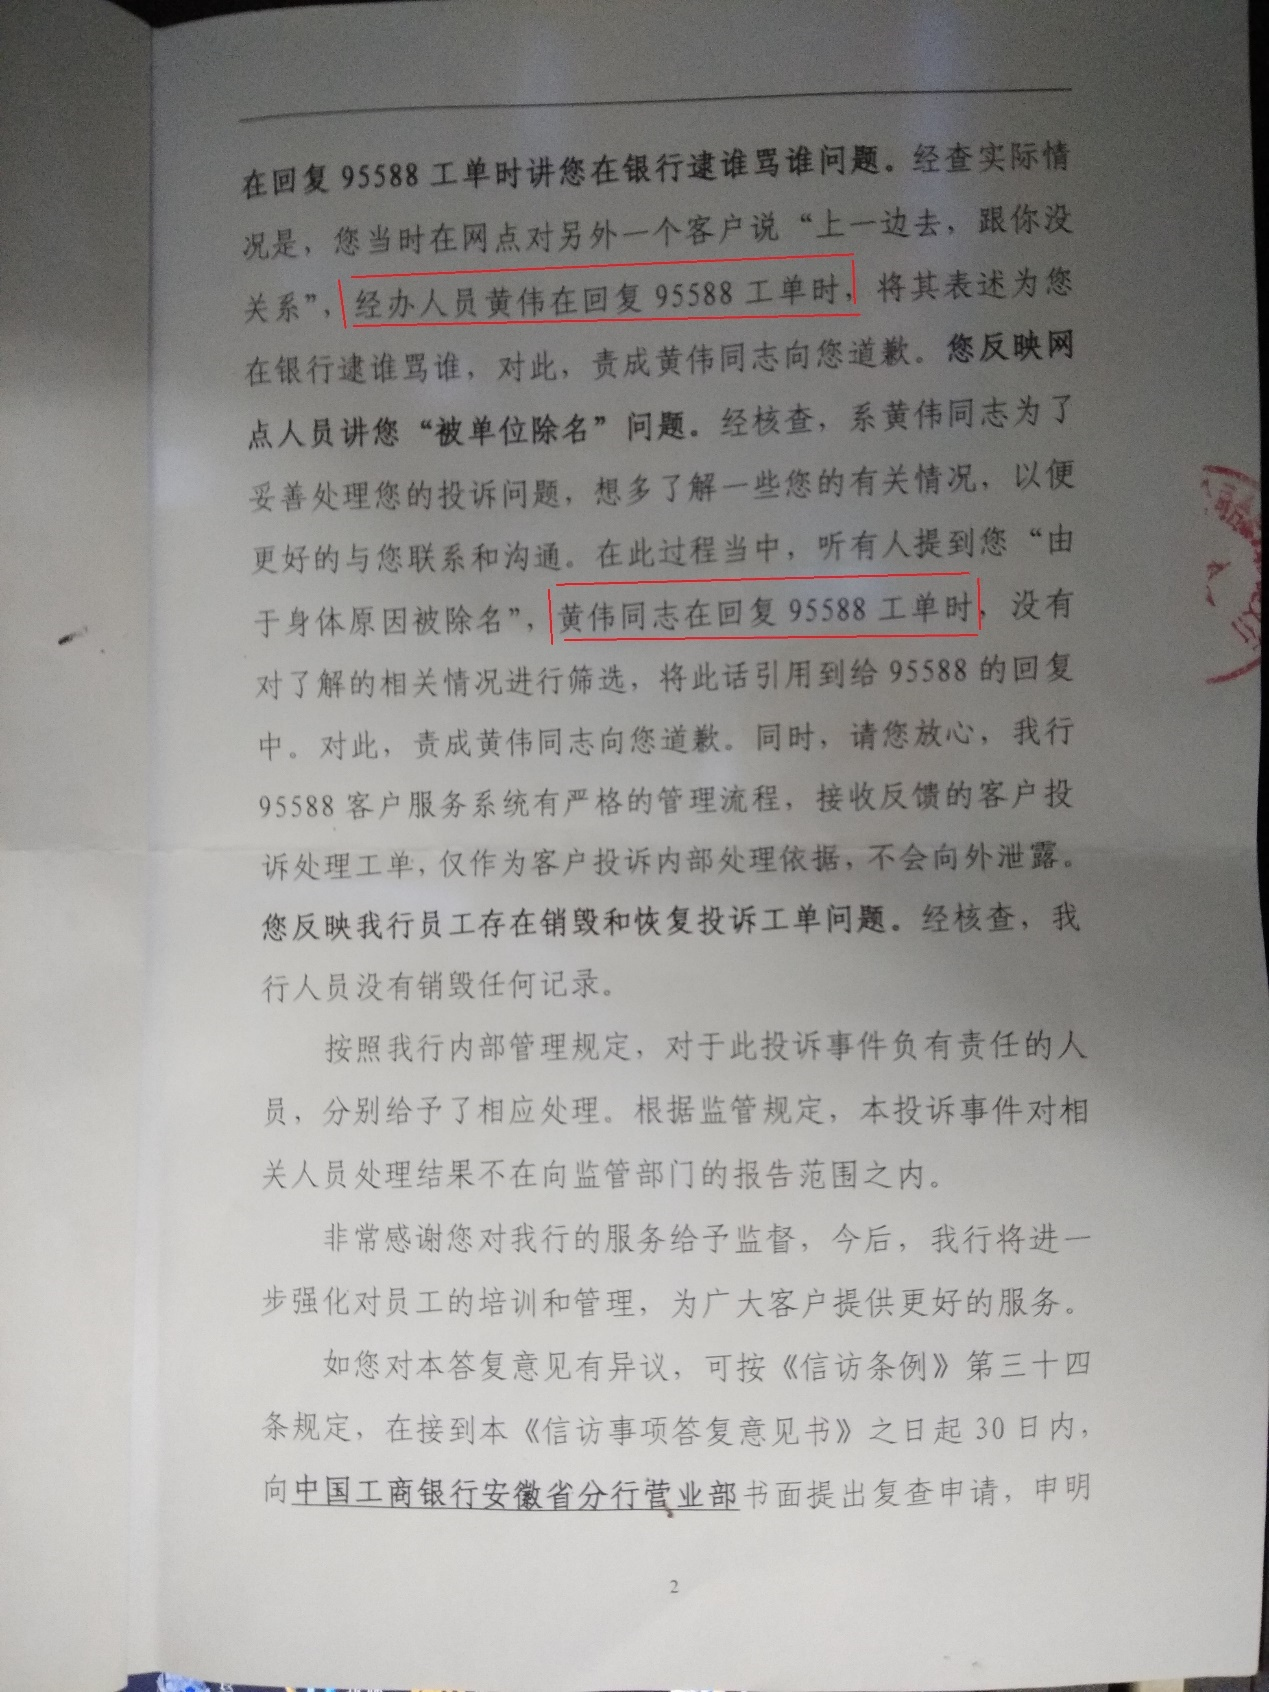 在回复 95588 工单时讲您在银行逮谁骂谁问题。经查实际情
况是，您当时在网点对另外一个客户说“上一边去，跟你没
关系”，经办人员黄伟在回复 95588 工单时，将其表述为您
在银行逮谁骂谁，对此，责成黄伟同志向您道歉。您反映网
点人员讲您“被单位除名”问题。经核查，系黄伟同志为了
妥善处理您的投诉问题，想多了解一些您的有关情况，以便
更好的与您联系和沟通。在此过程当中，听有人提到您“由
于身体原因被除名”，黄伟同志在回复 95588 工单时，没有
对了解的相关情况进行筛选，将此话引用到给 95588 的回复
中。对此，责成黄伟同志向您道歉。同时，请您放心，我行
95588 客户服务系统有严格的管理流程，接收反馈的客户投
诉处理工单，仅作为客户投诉内部处理依据，不会向外泄露。
您反映我行员工存在销毁和恢复投诉工单问题。经核查，我
行人员没有销毁任何记录。
按照我行内部管理规定，对于此投诉事件负有责任的人
员，分别给予了相应处理。根据监管规定，本投诉事件对相
关人员处理结果不在向监管部门的报告范围之内。
非常感谢您对我行的服务给予监督，今后，我行将进一
步强化对员工的培训和管理，为广大客户提供更好的服务。
如您对本答复意见有异议，可按《信访条例》第三十四
条规定，在接到本《信访事项答复意见书》之日起 30 日内，
向中国工商银行安徽省分行营业部书面提出复查申请，申明
2